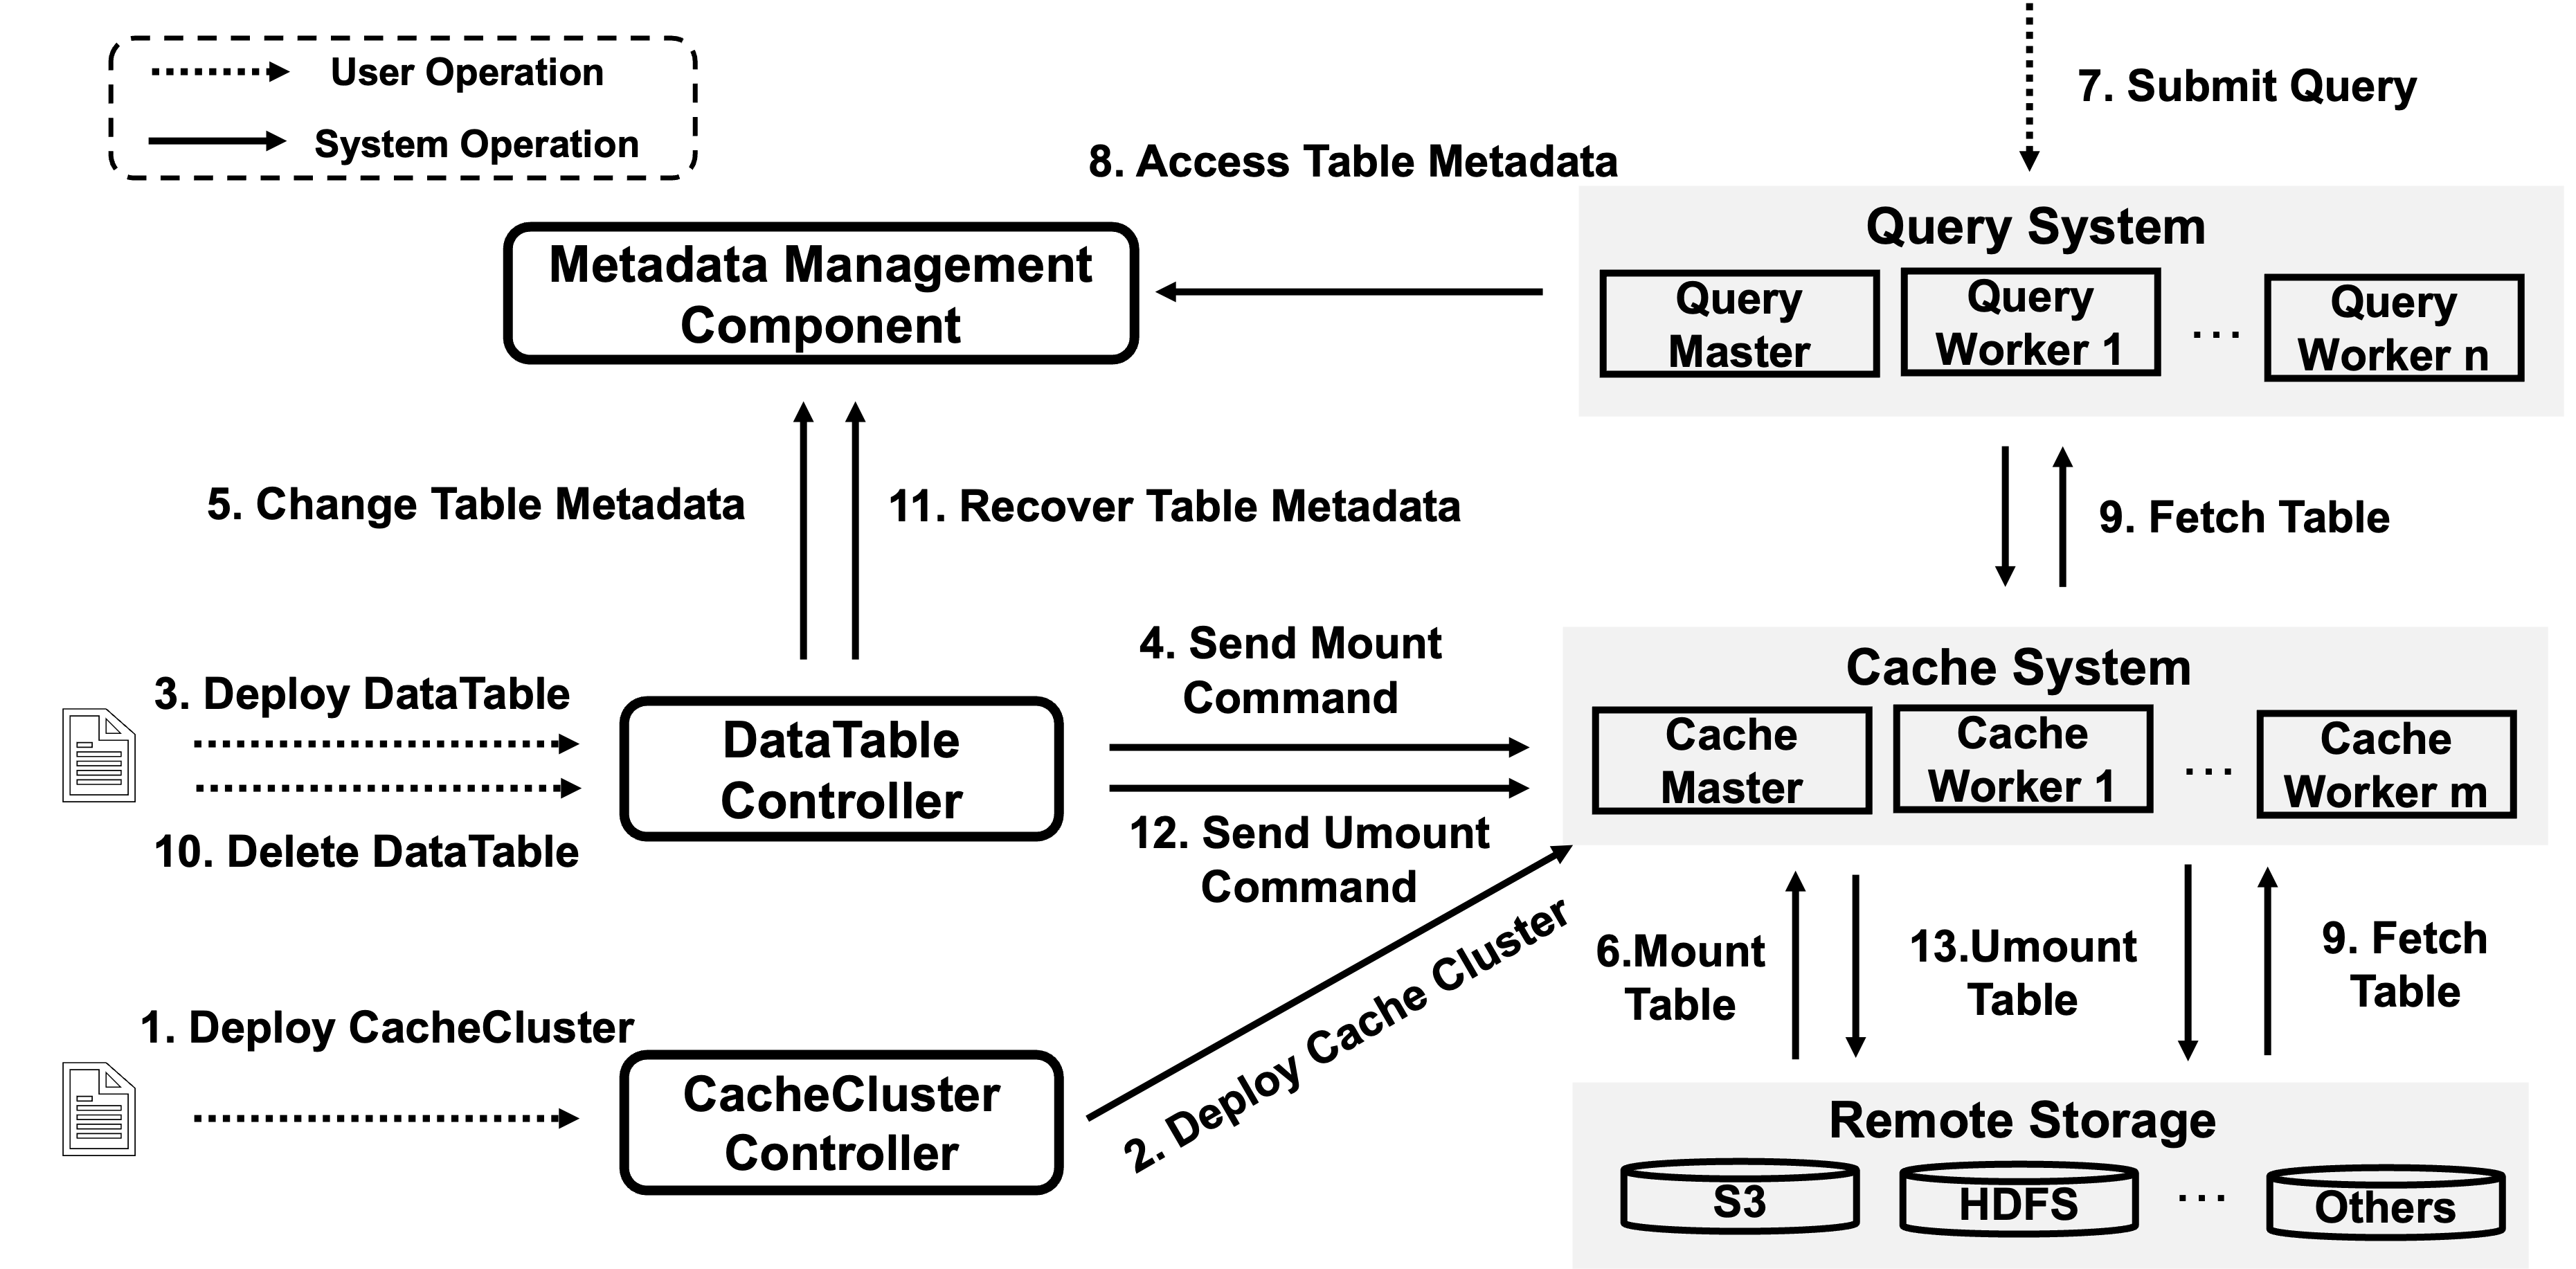 User Operation
System Operation
7. Submit Query
8. Access Table Metadata
Metadata Management
Component
Query System
Query
Master
Query
Worker 1
...
Query
Worker n
5. Change Table Metadata
11. Recover Table Metadata
9. Fetch Table
3. Deploy DataTable
10. Delete DataTable
DataTable
Controller
4. Send Mount
Command
12. Send Umount
Command
Cache System
Cache
Master
Cache
Worker 1
...
Cache
Worker m
1. Deploy CacheCluster
CacheCluster
Controller
2. Deploy Cache Cluster
6.Mount
Table
13.Umount
Table
9. Fetch
Table
Remote Storage
S3
HDFS
...
Others